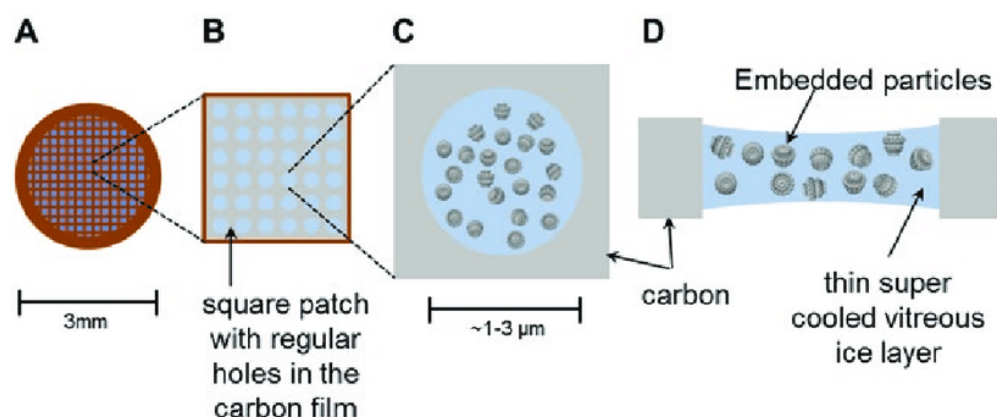 A
B
C
D
Embedded particles
3mm
square patch
with regular
holes in the
carbon film
~1-3 µm
carbon
thin super
cooled vitreous
ice layer